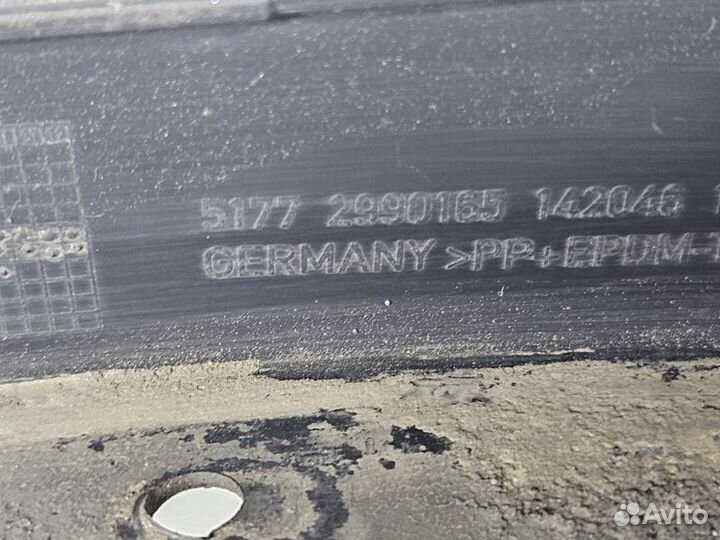 5177 2990165 142046
GERMANY >PP+EPDM-
Avito